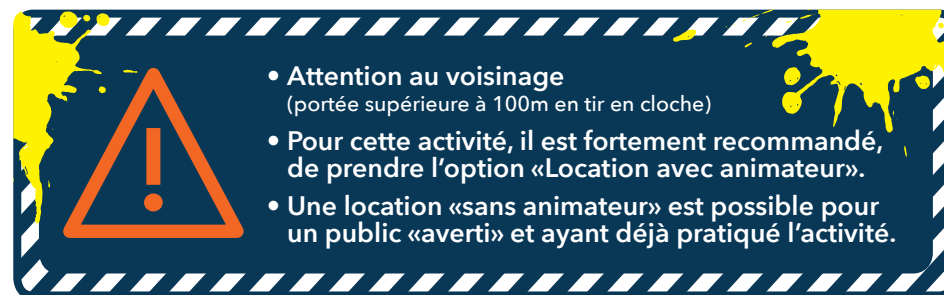 • Attention au voisinage
(portée supérieure à 100m en tir en cloche)
• Pour cette activité, il est fortement recommandé,
de prendre l’option «Location avec animateur».
• Une location «sans animateur» est possible pour
un public «averti» et ayant déjà pratiqué l’activité.